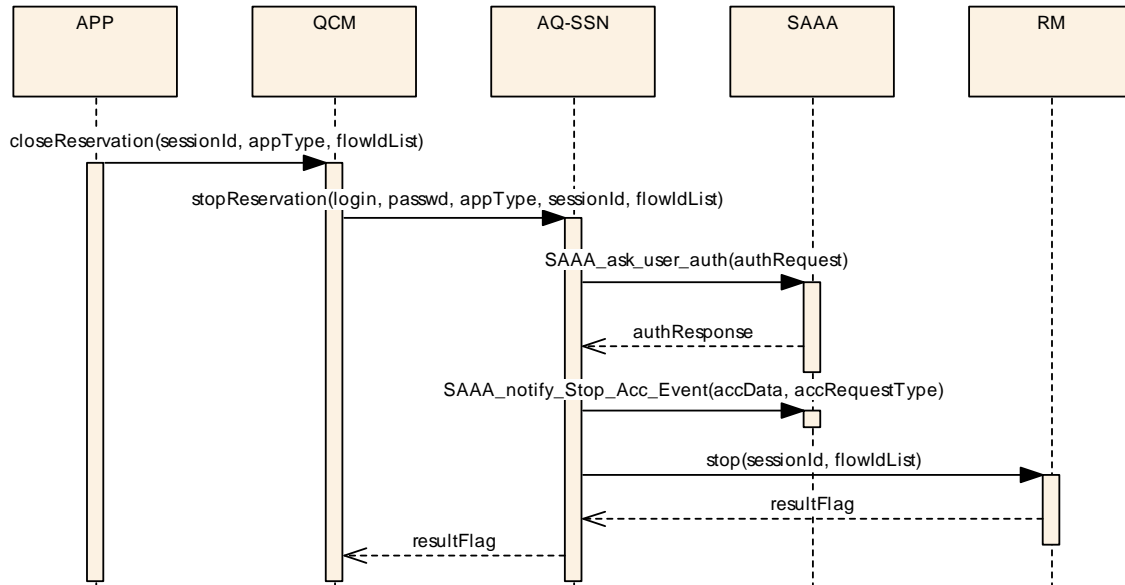 APP
QCM
AQ-SSN
SAAA
RM
closeReservation(sessionId, appType, flowIdList)
stopReservation(login, passwd, appType, sessionId, flowIdList)
SAAA_ask_user_auth(authRequest)
authResponse
SAAA_notify_Stop_Acc_Event(accData, accRequestType)
stop(sessionId, flowIdList)
resultFlag
resultFlag